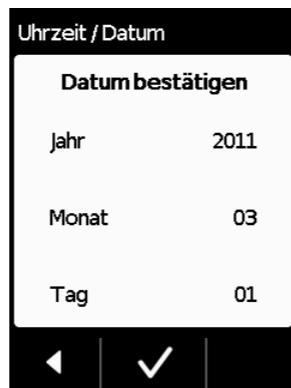 Uhrzeit / Datum
Datum bestätigen
Jahr 2011
Monat 03
Tag 01